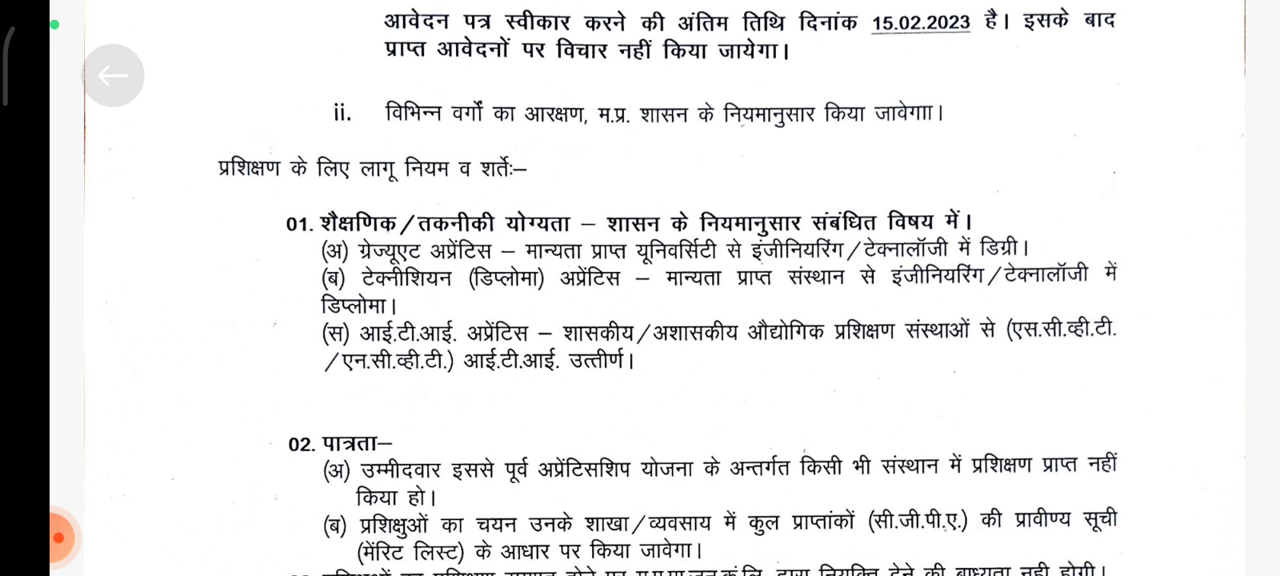 आवेदन पत्र स्वीकार करने की अंतिम तिथि दिनांक 15.02.2023 है। इसके बाद
प्राप्त आवेदनों पर विचार नहीं किया जायेगा।
ii. विभिन्न वर्गों का आरक्षण, म.प्र. शासन के नियमानुसार किया जावेगाा।
प्रशिक्षण के लिए लागू नियम व शर्तेः–
01. शैक्षणिक/तकनीकी योग्यता – शासन के नियमानुसार संबंधित विषय में।
(अ) ग्रेज्यूएट अप्रेंटिस – मान्यता प्राप्त यूनिवर्सिटी से इंजीनियरिंग/टेक्नालॉजी में डिग्री।
(ब) टेक्नीशियन (डिप्लोमा) अप्रेंटिस – मान्यता प्राप्त संस्थान से इंजीनियरिंग/टेक्नालॉजी में
डिप्लोमा।
(स) आई.टी.आई. अप्रेंटिस – शासकीय/अशासकीय औद्योगिक प्रशिक्षण संस्थाओं से (एस.सी.व्ही.टी.
/एन.सी.व्ही.टी.) आई.टी.आई. उत्तीर्ण।
02. पात्रता–
(अ) उम्मीदवार इससे पूर्व अप्रेंटिसशिप योजना के अन्तर्गत किसी भी संस्थान में प्रशिक्षण प्राप्त नहीं
किया हो।
(ब) प्रशिक्षुओं का चयन उनके शाखा/व्यवसाय में कुल प्राप्तांकों (सी.जी.पी.ए.) की प्रावीण्य सूची
(मेंरिट लिस्ट) के आधार पर किया जावेगा।
द्वारा नियुक्ति देने की बाध्यता नही होगी।